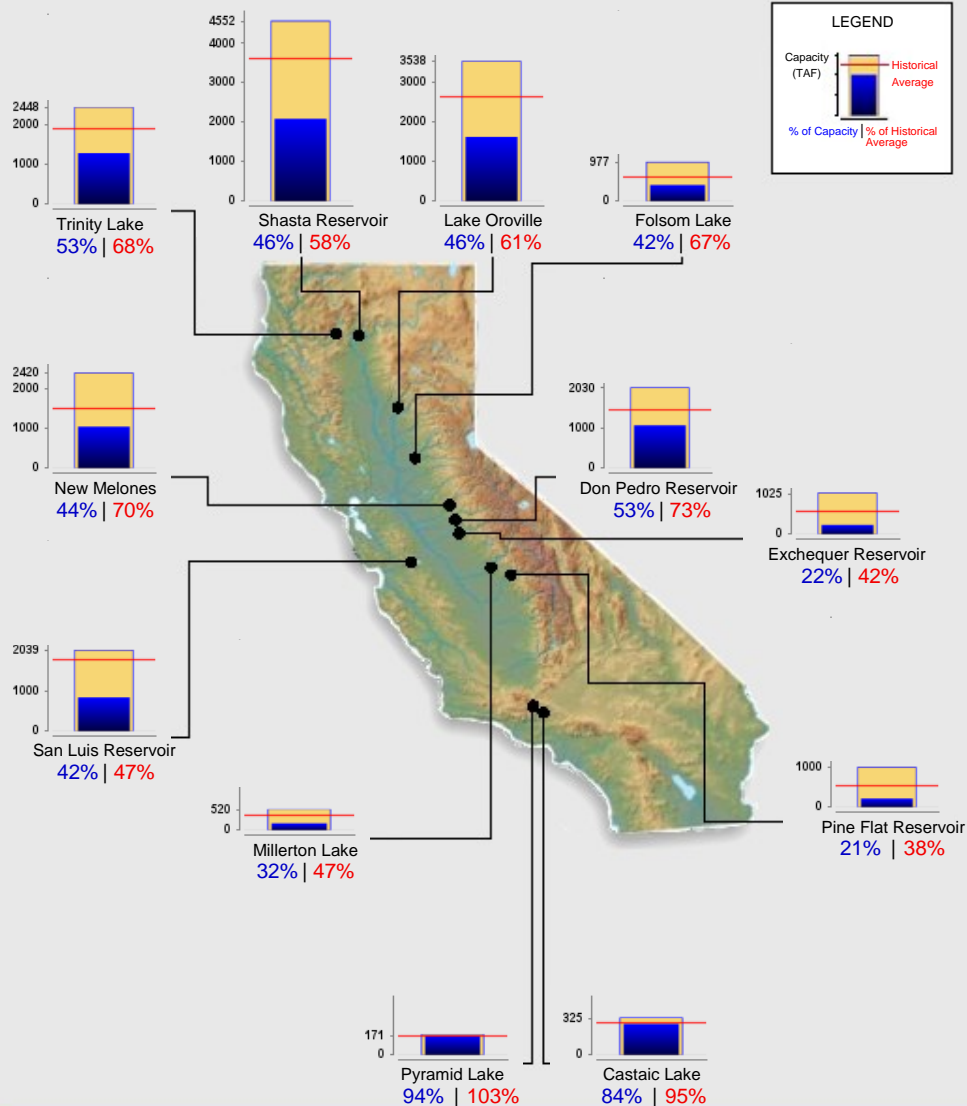 LEGEND
Capacity
(TAF)
Historical
Average
% of Capacity | % of Historical
Average
4552
4000
3000
2000
1000
0
Shasta Reservoir
46% | 58%
3538
3000
2000
1000
0
Lake Oroville
46% | 61%
2448
2000
1000
0
Trinity Lake
53% | 68%
977
0
Folsom Lake
42% | 67%
2420
2000
1000
0
New Melones
44% | 70%
2030
1000
0
Don Pedro Reservoir
53% | 73%
1025
0
Exchequer Reservoir
22% | 42%
2039
1000
0
San Luis Reservoir
42% | 47%
520
0
Millerton Lake
32% | 47%
1000
0
Pine Flat Reservoir
21% | 38%
171
0
Pyramid Lake
94% | 103%
325
0
Castaic Lake
84% | 95%